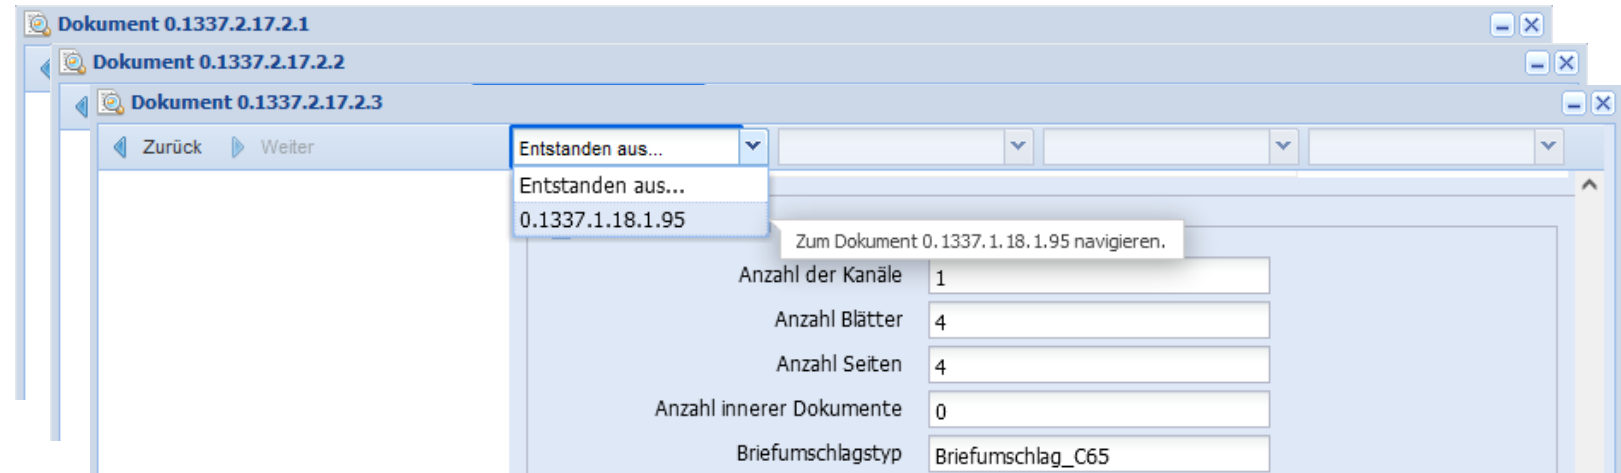 Dokument 0.1337.2.17.2.1
Dokument 0.1337.2.17.2.2
Dokument 0.1337.2.17.2.3
Zurück Weiter Entstanden aus...
Entstanden aus...
0.1337.1.18.1.95
Zum Dokument 0.1337.1.18.1.95 navigieren.
Anzahl der Kanäle 1
Anzahl Blätter 4
Anzahl Seiten 4
Anzahl innerer Dokumente 0
Briefumschlagstyp Briefumschlag_C65